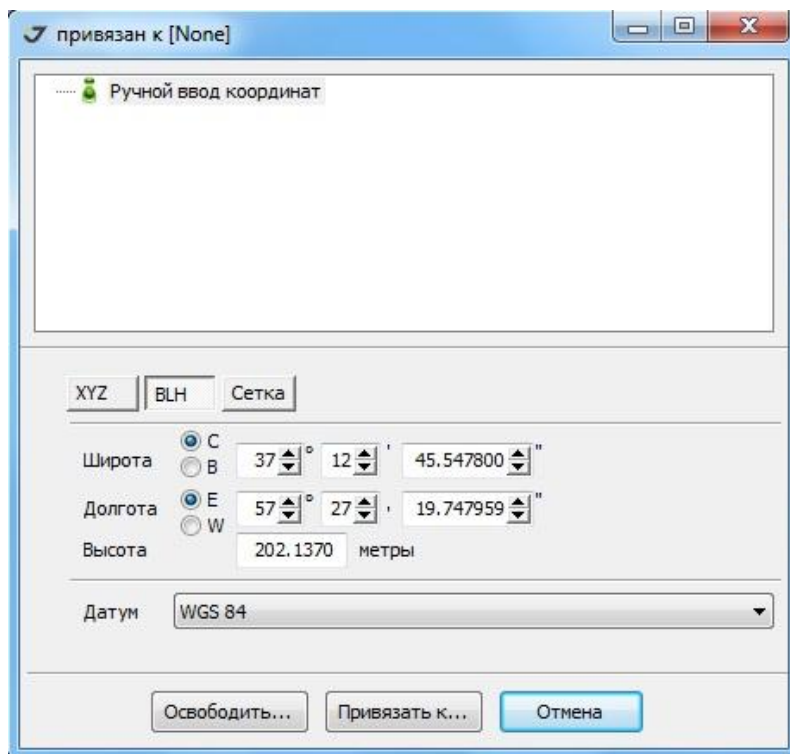 привязан к [None]
Ручной ввод координат
XYZ BLH Сетка
Широта С В 37 ° 12 ' 45.547800 "
Долгота E W 57 ° 27 ' 19.747959 "
Высота 202.1370 метры
Датум WGS 84
Освободить... Привязать к... Отмена